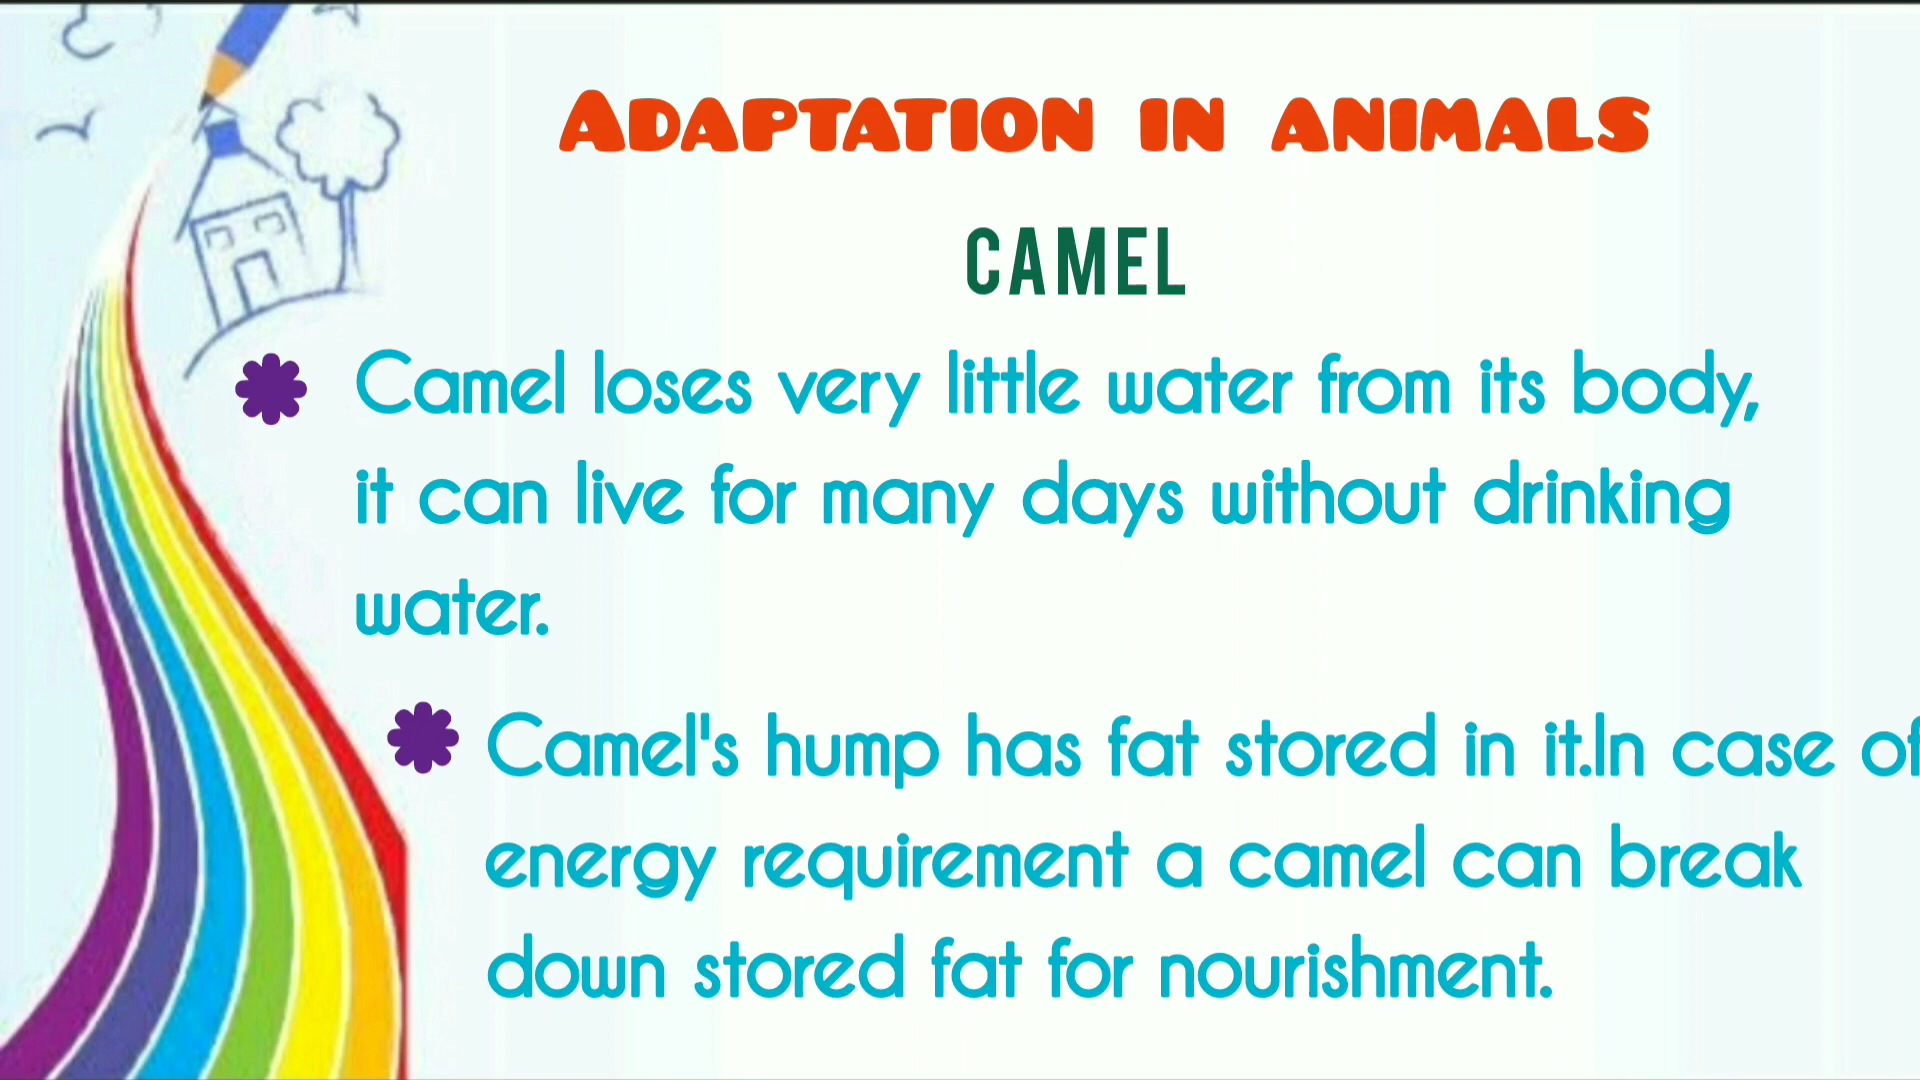 Adaptation in animals
CAMEL
Camel loses very little water from its body,
it can live for many days without drinking
water.
Camel's hump has fat stored in it.In case of
energy requirement a camel can break
down stored fat for nourishment.